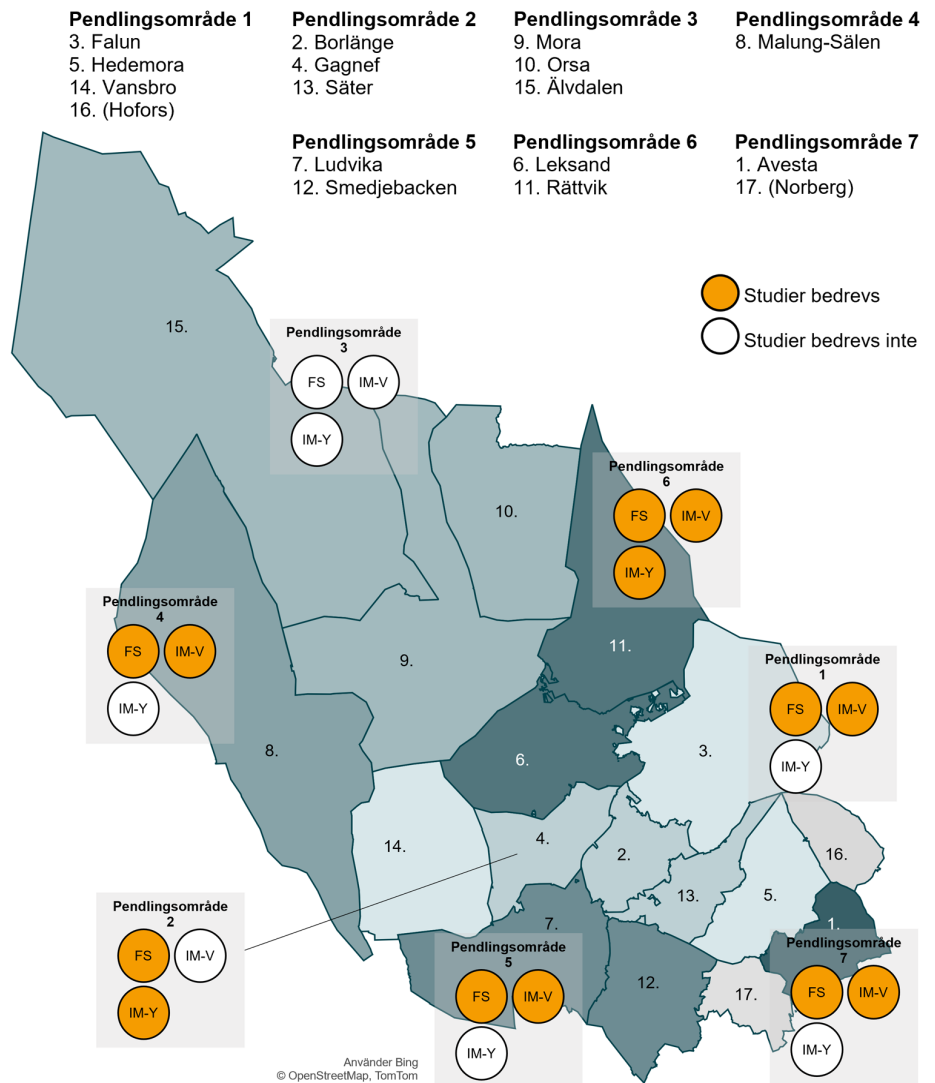 Pendlingsområde 1
3. Falun
5. Hedemora
14. Vansbro
16. (Hofors)
Pendlingsområde 2
2. Borlänge
4. Gagnef
13. Säter
Pendlingsområde 3
9. Mora
10. Orsa
15. Älvdalen
Pendlingsområde 4
8. Malung-Sälen
Pendlingsområde 5
7. Ludvika
12. Smedjebacken
Pendlingsområde 6
6. Leksand
11. Rättvik
Pendlingsområde 7
1. Avesta
17. (Norberg)
Studier bedrevs
Studier bedrevs inte
15.
Pendlingsområde
3
FS
IM-V
IM-Y
10.
Pendlingsområde
6
FS
IM-V
IM-Y
Pendlingsområde
4
FS
IM-V
IM-Y
11.
9.
Pendlingsområde
1
FS
IM-V
IM-Y
8.
6.
3.
14.
4.
2.
16.
13.
5.
Pendlingsområde
2
FS
IM-V
IM-Y
7.
Pendlingsområde
5
FS
IM-V
IM-Y
1.
Pendlingsområde
7
FS
IM-V
IM-Y
12.
17.
Använder Bing
© OpenStreetMap, TomTom